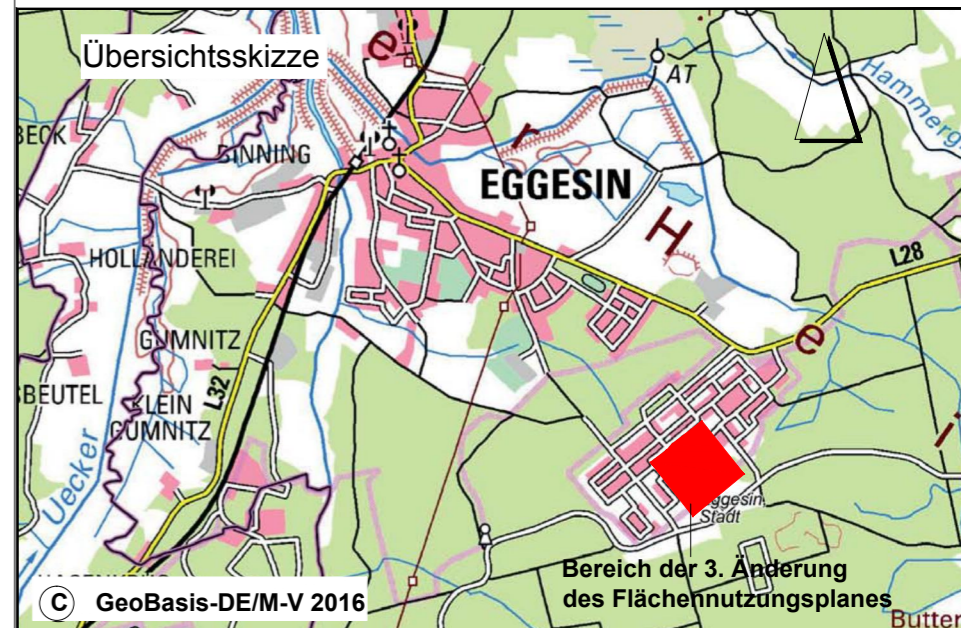 Übersichtsskizze
e
AT
Hammergr
BECK
BINNING
r
EGGESIN
H
HOLLÄNDEREI
L28
GUMNITZ
e
L32
BEUTEL
KLEIN
GUMNITZ
i
Uecker
Eggesin,
Stadt
Bereich der 3. Änderung
des Flächennutzungsplanes
C GeoBasis-DE/M-V 2016
Butter